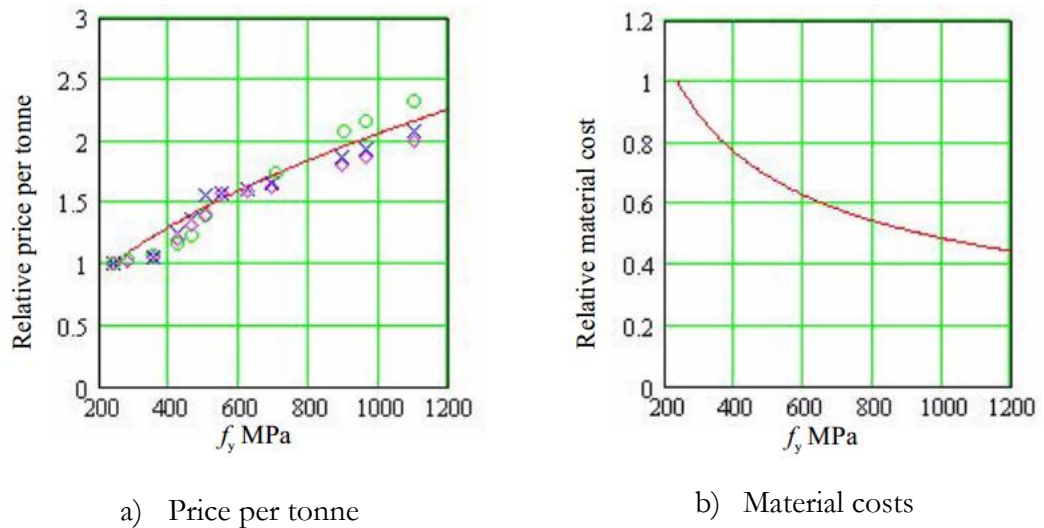 3
2.5
2
1.5
1
0.5
0
200 400 600 800 1000 1200
Relative price per tonne
f_y MPa
a) Price per tonne
1.2
1
0.8
0.6
0.4
0.2
0
200 400 600 800 1000 1200
Relative material cost
f_y MPa
b) Material costs